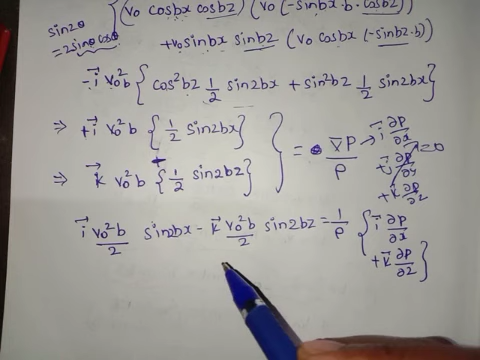 sin2θ
=2sinθ cosθ
{(v0 cosbx cosbz) (v0(-sinbx·b·cosbz)
+v0 sinbx sinbz (v0 cosbx(-sinbz·b))
-i⃗ v0²b {cos²bz 1/2 sin2bx + sin²bz 1/2 sin2bx}
⇒ +i⃗ v0²b {1/2 sin2bx} } = ∇P/ρ → i⃗ ∂P/∂x
+j⃗ ∂P/∂y =0
⇒ k⃗ v0²b {1/2 sin2bz} +k⃗ ∂P/∂z
i⃗ v0²b/2 sin2bx - k⃗ v0²b/2 sin2bz = 1/ρ {i⃗ ∂P/∂x
+k⃗ ∂P/∂z}